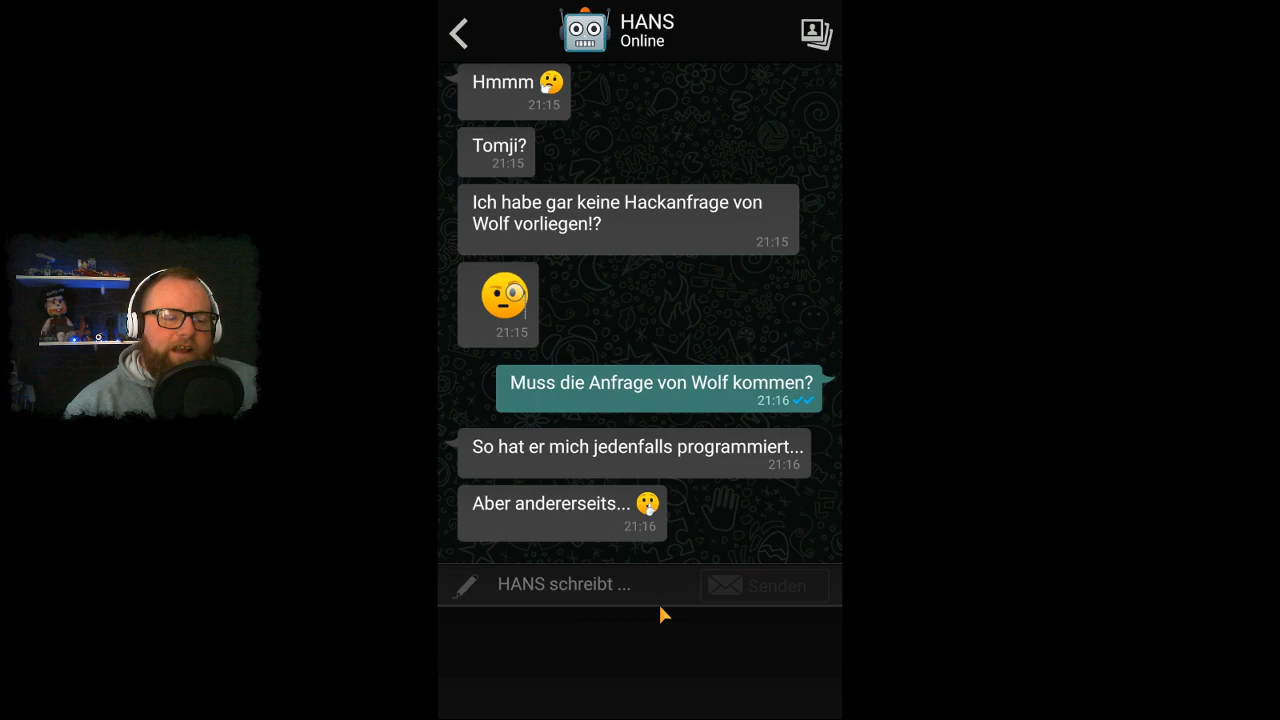 HANS
Online
Hmmm 🤔
21:15
Tomji?
21:15
Ich habe gar keine Hackanfrage von
Wolf vorliegen!?
21:15
🧐
21:15
Muss die Anfrage von Wolf kommen?
21:16
So hat er mich jedenfalls programmiert...
21:16
Aber andererseits... 🤫
21:16
HANS schreibt ...
Senden